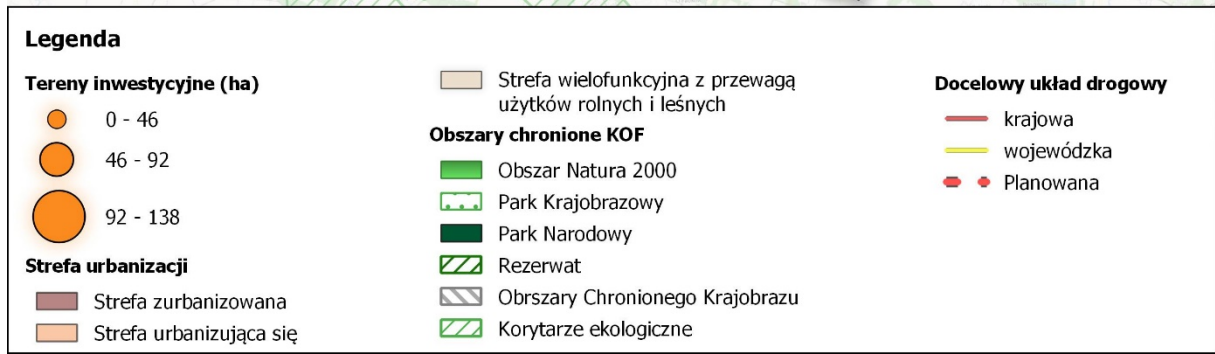 Legenda
Tereny inwestycyjne (ha)
0 - 46
46 - 92
92 - 138
Strefa urbanizacji
Strefa zurbanizowana
Strefa urbanizująca się
Strefa wielofunkcyjna z przewagą
użytków rolnych i leśnych
Obszary chronione KOF
Obszar Natura 2000
Park Krajobrazowy
Park Narodowy
Rezerwat
Obrszary Chronionego Krajobrazu
Korytarze ekologiczne
Docelowy układ drogowy
krajowa
wojewódzka
Planowana